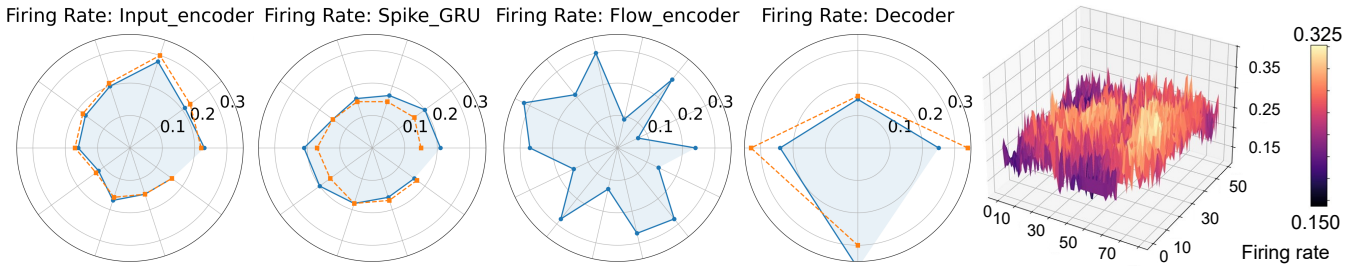 Firing Rate: Input_encoder
0.1 0.2 0.3
Firing Rate: Spike_GRU
0.1 0.2 0.3
Firing Rate: Flow_encoder
0.1 0.2 0.3
Firing Rate: Decoder
0.1 0.2 0.3
0.35
0.25
0.15
0 10 30 50 70
0 10 30 50
0.325
0.150
Firing rate